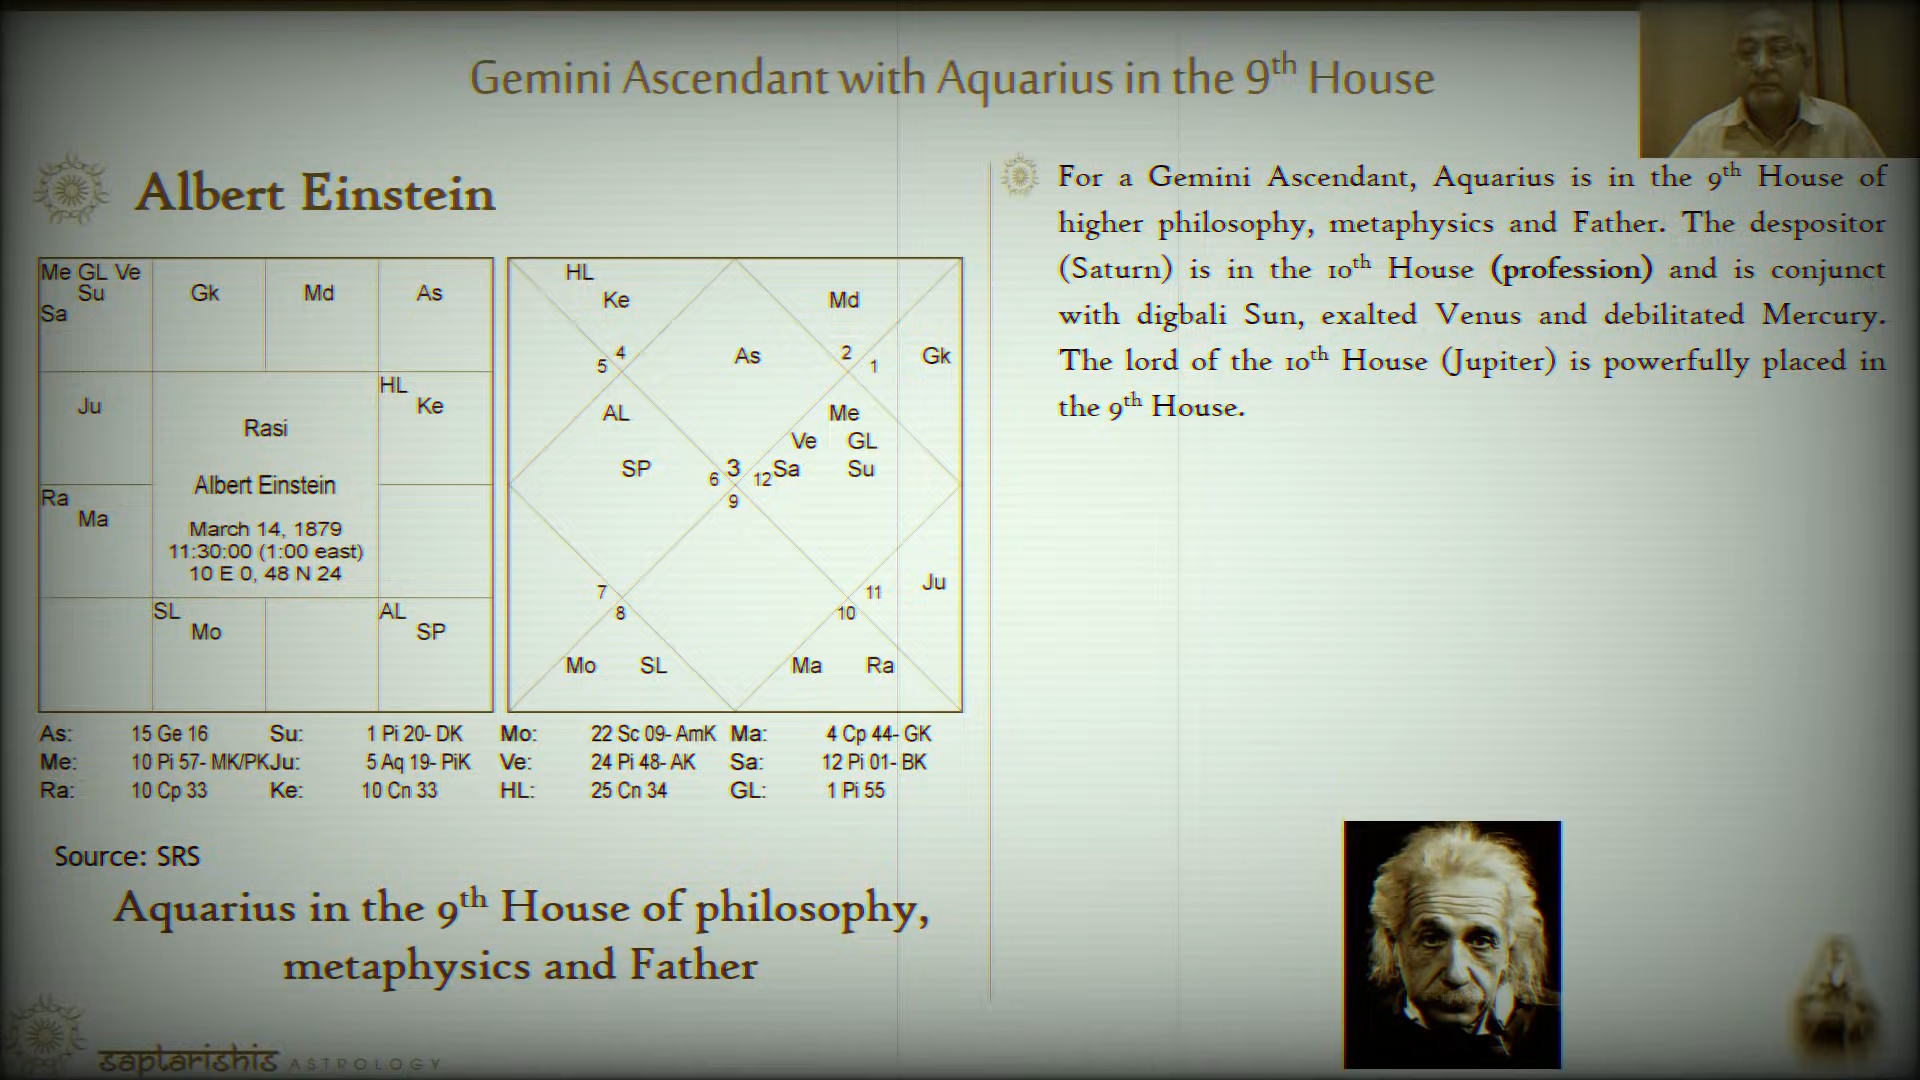 Gemini Ascendant with Aquarius in the 9th House
Albert Einstein
Me GL Ve
Su
Sa
Gk
Md
As
Ju
HL
Ke
Rasi
Albert Einstein
March 14, 1879
11:30:00 (1:00 east)
10 E 0, 48 N 24
Ra
Ma
SL
Mo
AL
SP
HL
Ke
Md
5 4
As
2 1
Gk
AL
Me
Ve GL
SP
6 3 12 Sa Su
9
7 8
11 10
Ju
Mo SL
Ma Ra
As: 15 Ge 16 Su: 1 Pi 20- DK Mo: 22 Sc 09- AmK Ma: 4 Cp 44- GK
Me: 10 Pi 57- MK/PK Ju: 5 Aq 19- PiK Ve: 24 Pi 48- AK Sa: 12 Pi 01- BK
Ra: 10 Cp 33 Ke: 10 Cn 33 HL: 25 Cn 34 GL: 1 Pi 55
Source: SRS
Aquarius in the 9th House of philosophy,
metaphysics and Father
For a Gemini Ascendant, Aquarius is in the 9th House of
higher philosophy, metaphysics and Father. The despositor
(Saturn) is in the 10th House (profession) and is conjunct
with digbali Sun, exalted Venus and debilitated Mercury.
The lord of the 10th House (Jupiter) is powerfully placed in
the 9th House.
saptarishis ASTROLOGY